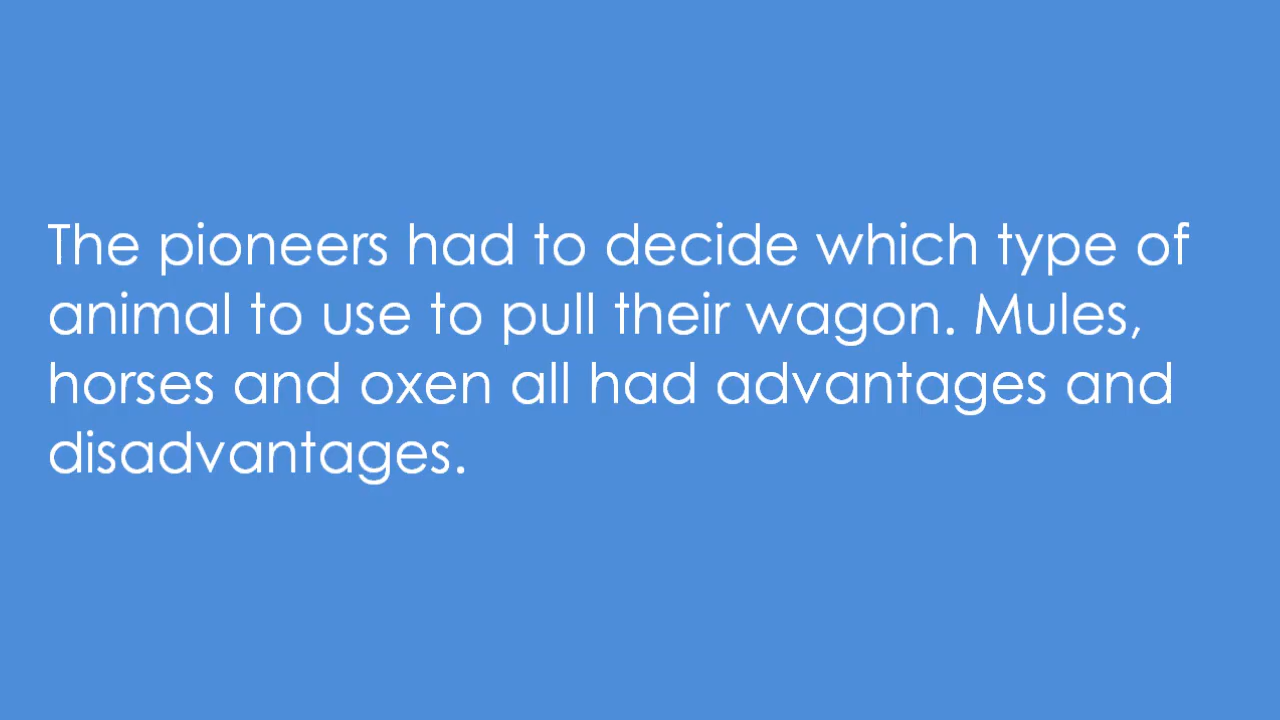 The pioneers had to decide which type of
animal to use to pull their wagon. Mules,
horses and oxen all had advantages and
disadvantages.